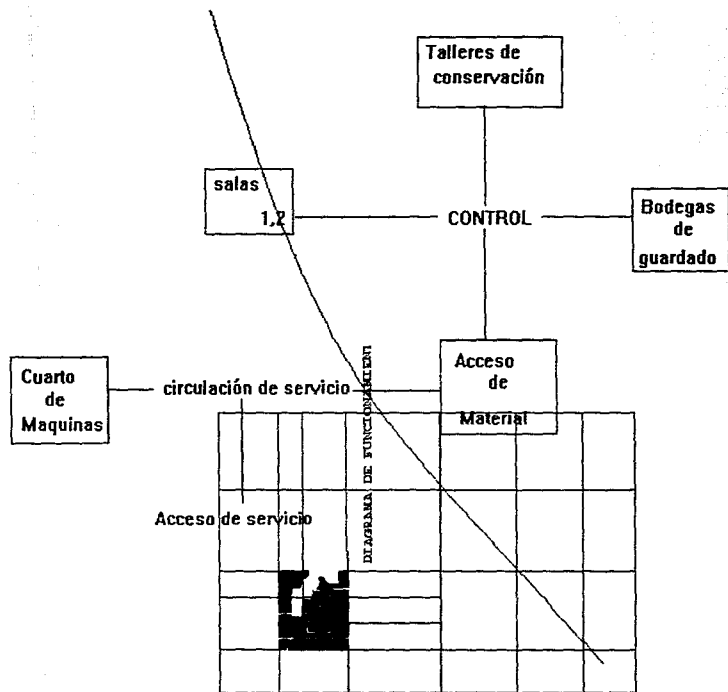 Talleres de
conservación
salas
1,2
CONTROL
Bodegas
de
guardado
Acceso
de
Material
Cuarto
de
Maquinas
circulación de servicio
DIAGRAMA DE FUNCIONAMIENT
Acceso de servicio